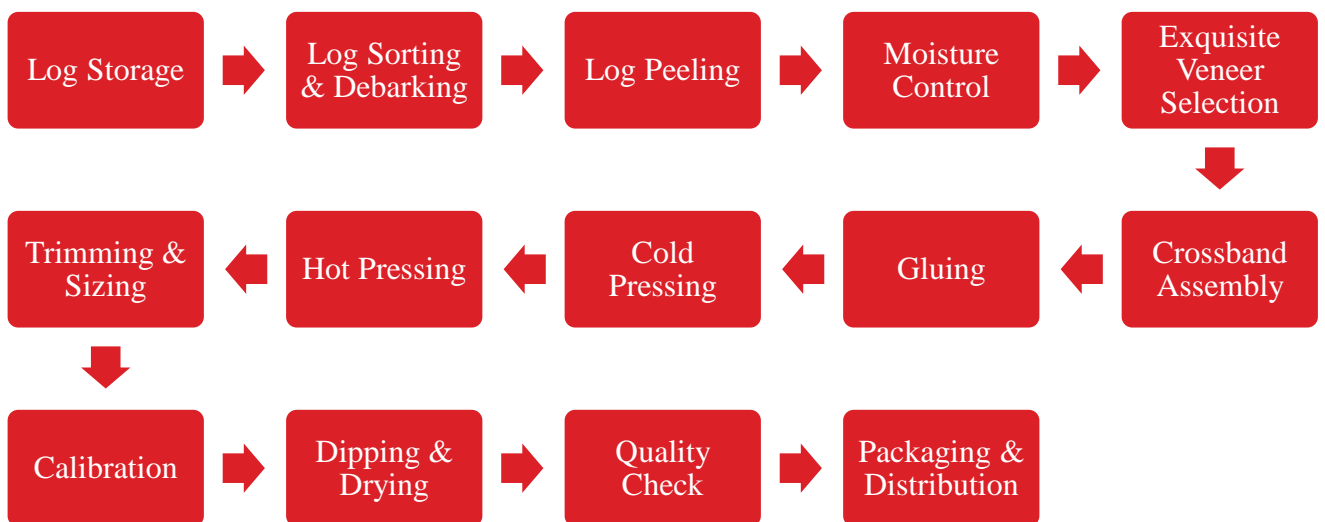 Log Storage
Log Sorting
& Debarking
Log Peeling
Moisture
Control
Exquisite
Veneer
Selection
Crossband
Assembly
Gluing
Cold
Pressing
Hot Pressing
Trimming &
Sizing
Calibration
Dipping &
Drying
Quality
Check
Packaging &
Distribution